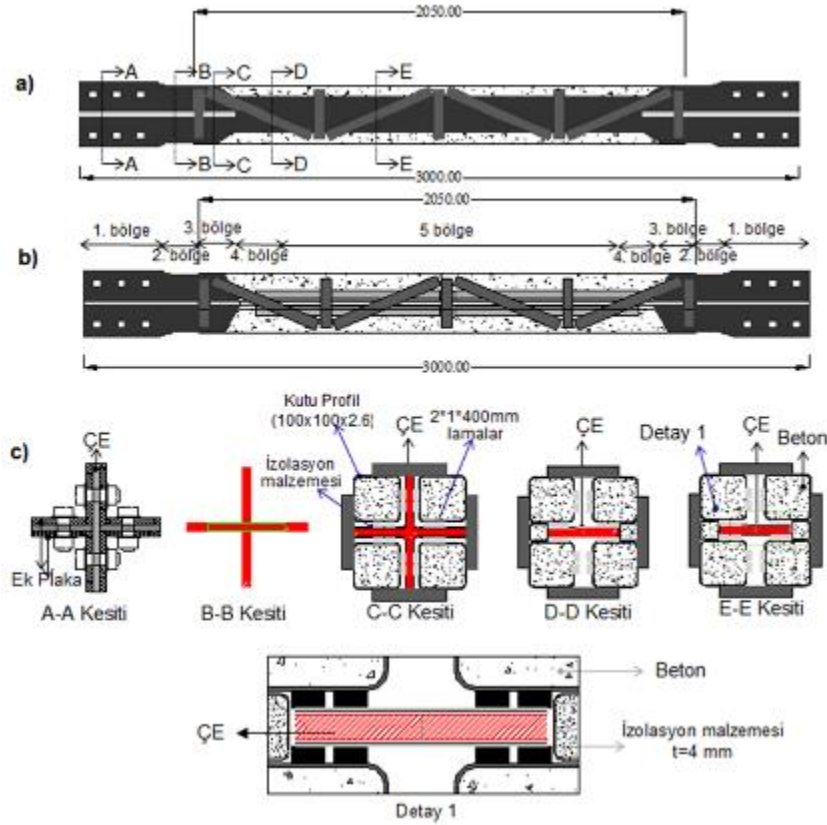 2050.00
a)
A B C D E
A B C D E
3000.00
2050.00
1. bölge 2. bölge 3. bölge 4. bölge 5 bölge 4. bölge 3. bölge 2. bölge 1. bölge
b)
3000.00
c)
ÇE
Ek Plaka
A-A Kesiti
B-B Kesiti
Kutu Profil
(100x100x2.6)
İzolasyon
malzemesi
ÇE
2*1*400mm
lamalar
C-C Kesiti
ÇE
D-D Kesiti
Detay 1
ÇE
Beton
E-E Kesiti
Beton
ÇE
İzolasyon malzemesi
t=4 mm
Detay 1